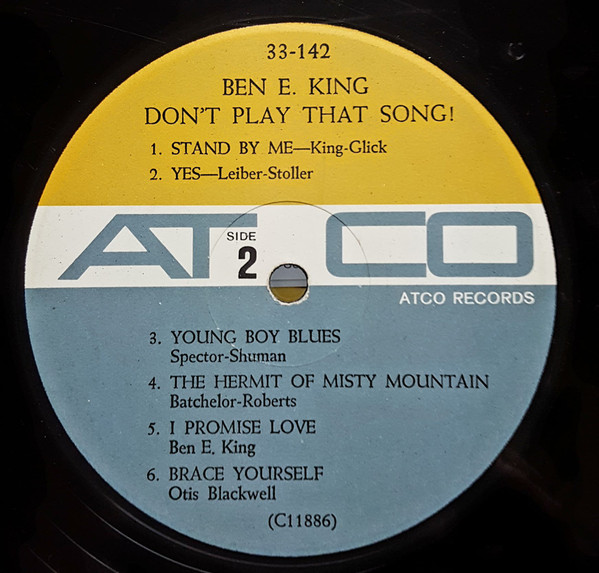 33-142
BEN E. KING
DON'T PLAY THAT SONG!
1. STAND BY ME—King-Glick
2. YES—Leiber-Stoller
ATCO
SIDE
2
ATCO RECORDS
3. YOUNG BOY BLUES
Spector-Shuman
4. THE HERMIT OF MISTY MOUNTAIN
Batchelor-Roberts
5. I PROMISE LOVE
Ben E. King
6. BRACE YOURSELF
Otis Blackwell
(C11886)